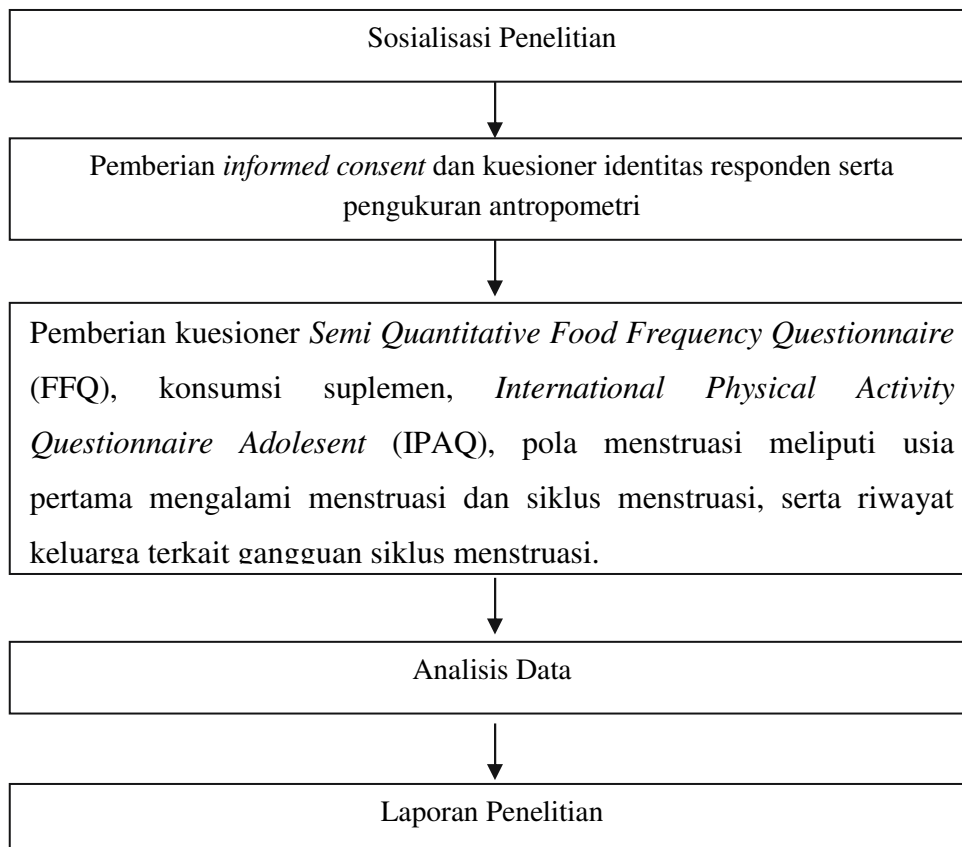 Sosialisasi Penelitian
Pemberian informed consent dan kuesioner identitas responden serta
pengukuran antropometri
Pemberian kuesioner Semi Quantitative Food Frequency Questionnaire
(FFQ), konsumsi suplemen, International Physical Activity
Questionnaire Adolesent (IPAQ), pola menstruasi meliputi usia
pertama mengalami menstruasi dan siklus menstruasi, serta riwayat
keluarga terkait gangguan siklus menstruasi.
Analisis Data
Laporan Penelitian